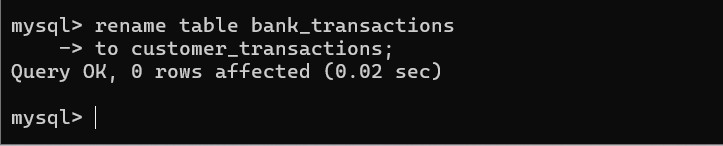 mysql> rename table bank_transactions
-> to customer_transactions;
Query OK, 0 rows affected (0.02 sec)
mysql>